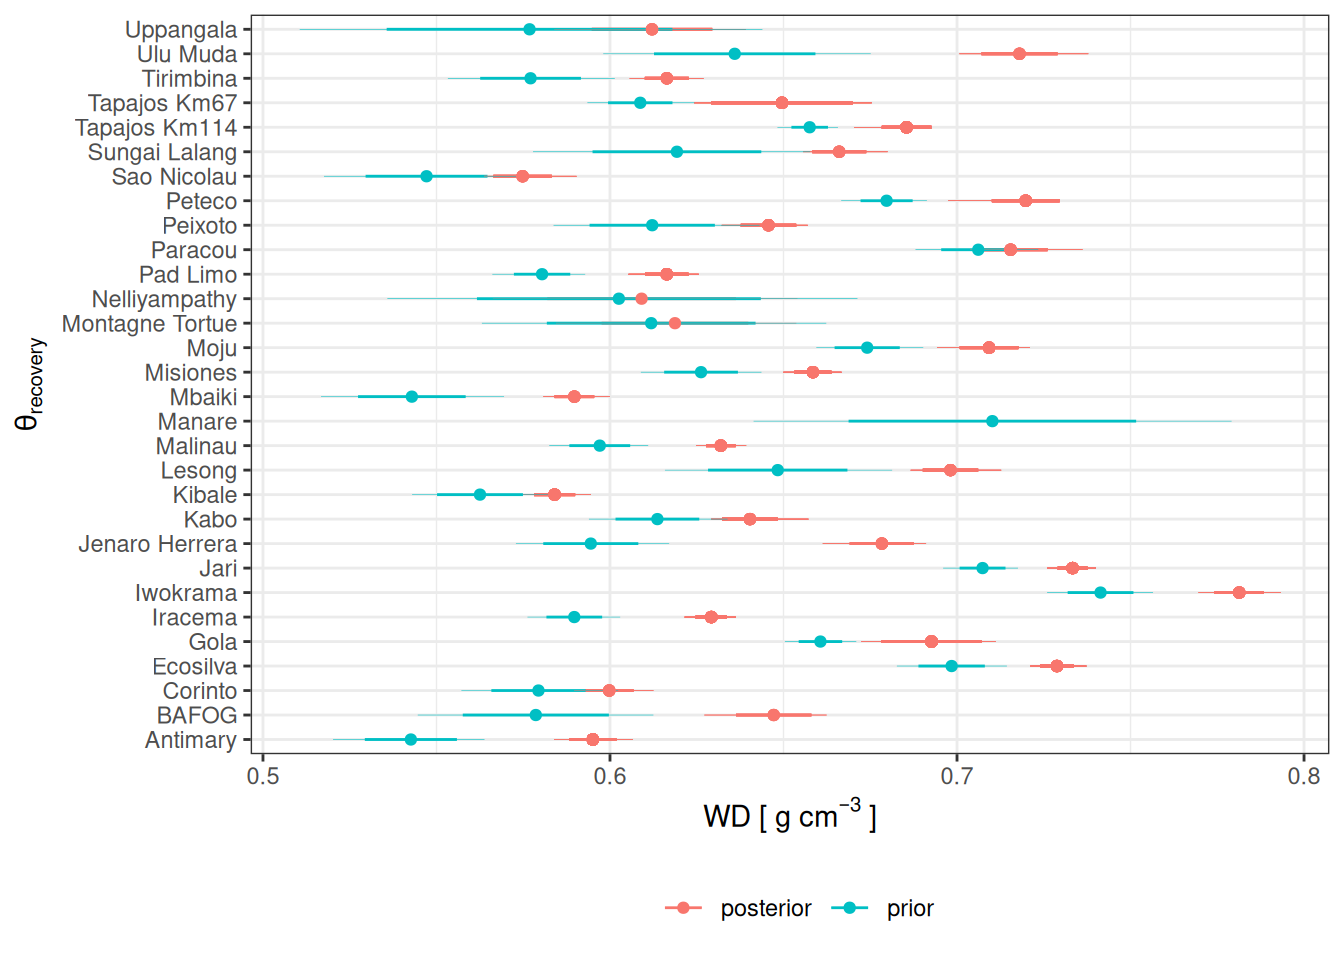 Uppangala
Ulu Muda
Tirimbina
Tapajos Km67
Tapajos Km114
Sungai Lalang
Sao Nicolau
Peteco
Peixoto
Paracou
Pad Limo
Nelliyampathy
Montagne Tortue
Moju
Misiones
Mbaiki
Manare
Malinau
Lesong
Kibale
Kabo
Jenaro Herrera
Jari
Iwokrama
Iracema
Gola
Ecosilva
Corinto
BAFOG
Antimary
θrecovery
0.5 0.6 0.7 0.8
WD [ g cm−3 ]
posterior prior